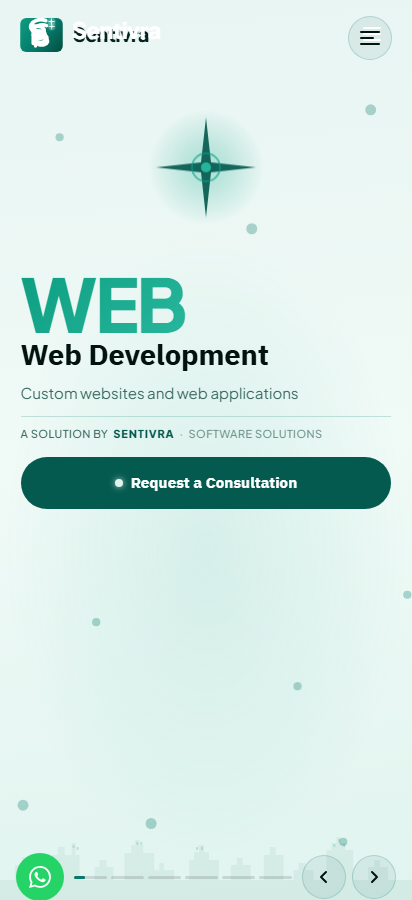 Sentivra
WEB
Web Development
Custom websites and web applications
A SOLUTION BY SENTIVRA · SOFTWARE SOLUTIONS
Request a Consultation